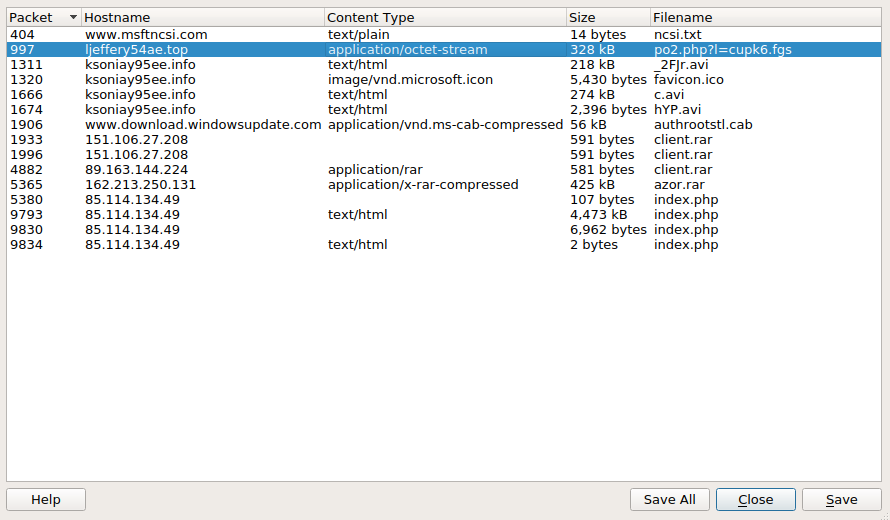 Packet Hostname Content Type Size Filename
404 www.msftncsi.com text/plain 14 bytes ncsi.txt
997 ljeffery54ae.top application/octet-stream 328 kB po2.php?l=cupk6.fgs
1311 ksoniay95ee.info text/html 218 kB _2FJr.avi
1320 ksoniay95ee.info image/vnd.microsoft.icon 5,430 bytes favicon.ico
1666 ksoniay95ee.info text/html 274 kB c.avi
1674 ksoniay95ee.info text/html 2,396 bytes hYP.avi
1906 www.download.windowsupdate.com application/vnd.ms-cab-compressed 56 kB authrootstl.cab
1933 151.106.27.208 591 bytes client.rar
1996 151.106.27.208 591 bytes client.rar
4882 89.163.144.224 application/rar 581 bytes client.rar
5365 162.213.250.131 application/x-rar-compressed 425 kB azor.rar
5380 85.114.134.49 107 bytes index.php
9793 85.114.134.49 text/html 4,473 kB index.php
9830 85.114.134.49 6,962 bytes index.php
9834 85.114.134.49 text/html 2 bytes index.php
Help Save All Close Save